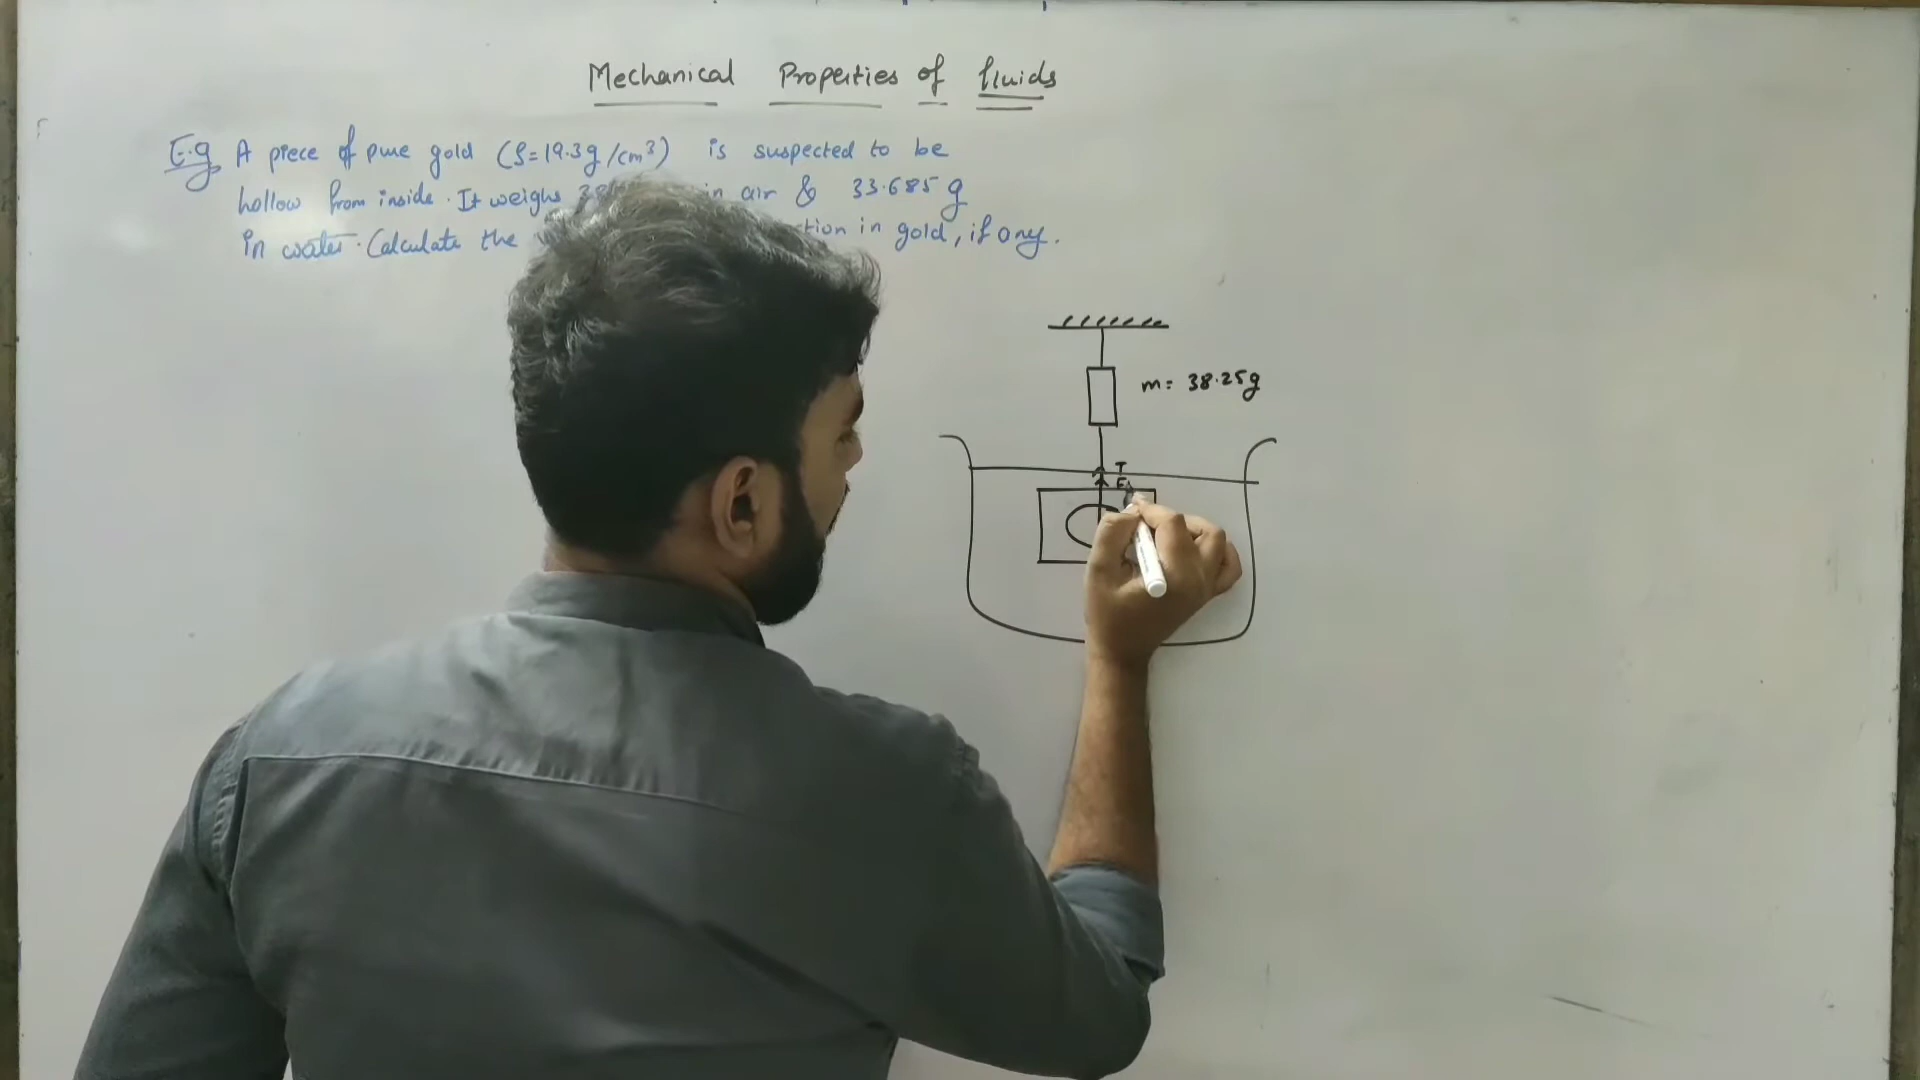 Mechanical Properties of fluids
E.g. A piece of pure gold (ρ=19.3g/cm³) is suspected to be
hollow from inside. It weighs 38 in air & 33.685 g
in water. Calculate the tion in gold, if any.
m= 38.25g
T
F